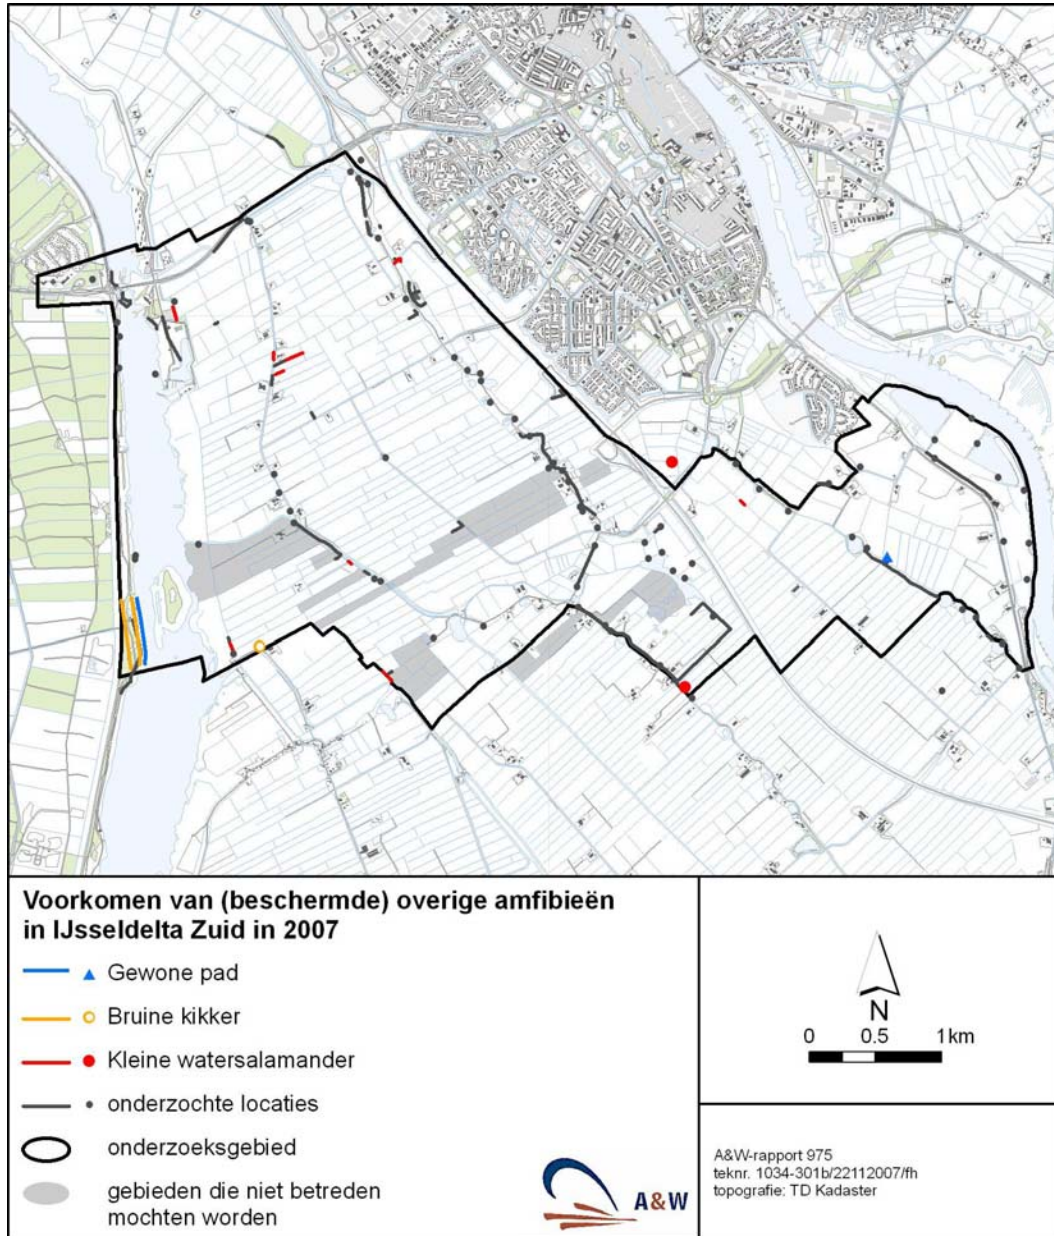 Voorkomen van (beschermde) overige amfibieën
in IJsseldelta Zuid in 2007
Gewone pad
Bruine kikker
Kleine watersalamander
onderzochte locaties
onderzoeksgebied
gebieden die niet betreden
mochten worden
A&W
N
0 0.5 1km
A&W-rapport 975
teknr. 1034-301b/22112007/fh
topografie: TD Kadaster